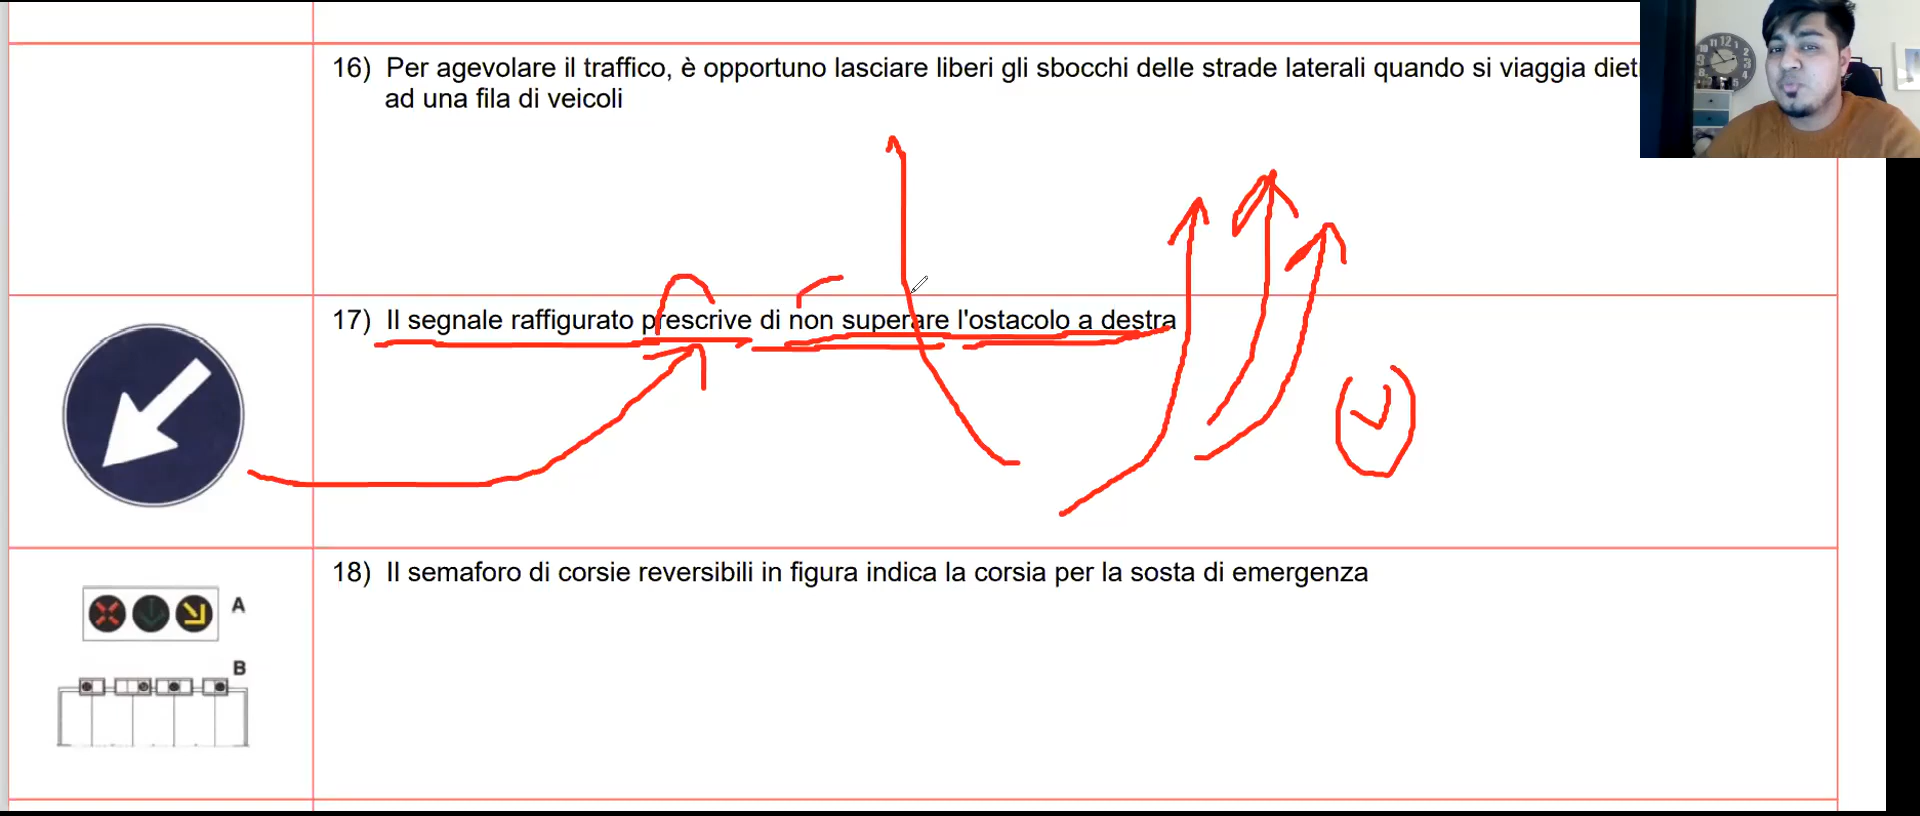 16) Per agevolare il traffico, è opportuno lasciare liberi gli sbocchi delle strade laterali quando si viaggia
ad una fila di veicoli
17) Il segnale raffigurato prescrive di non superare l'ostacolo a destra
18) Il semaforo di corsie reversibili in figura indica la corsia per la sosta di emergenza
A
B